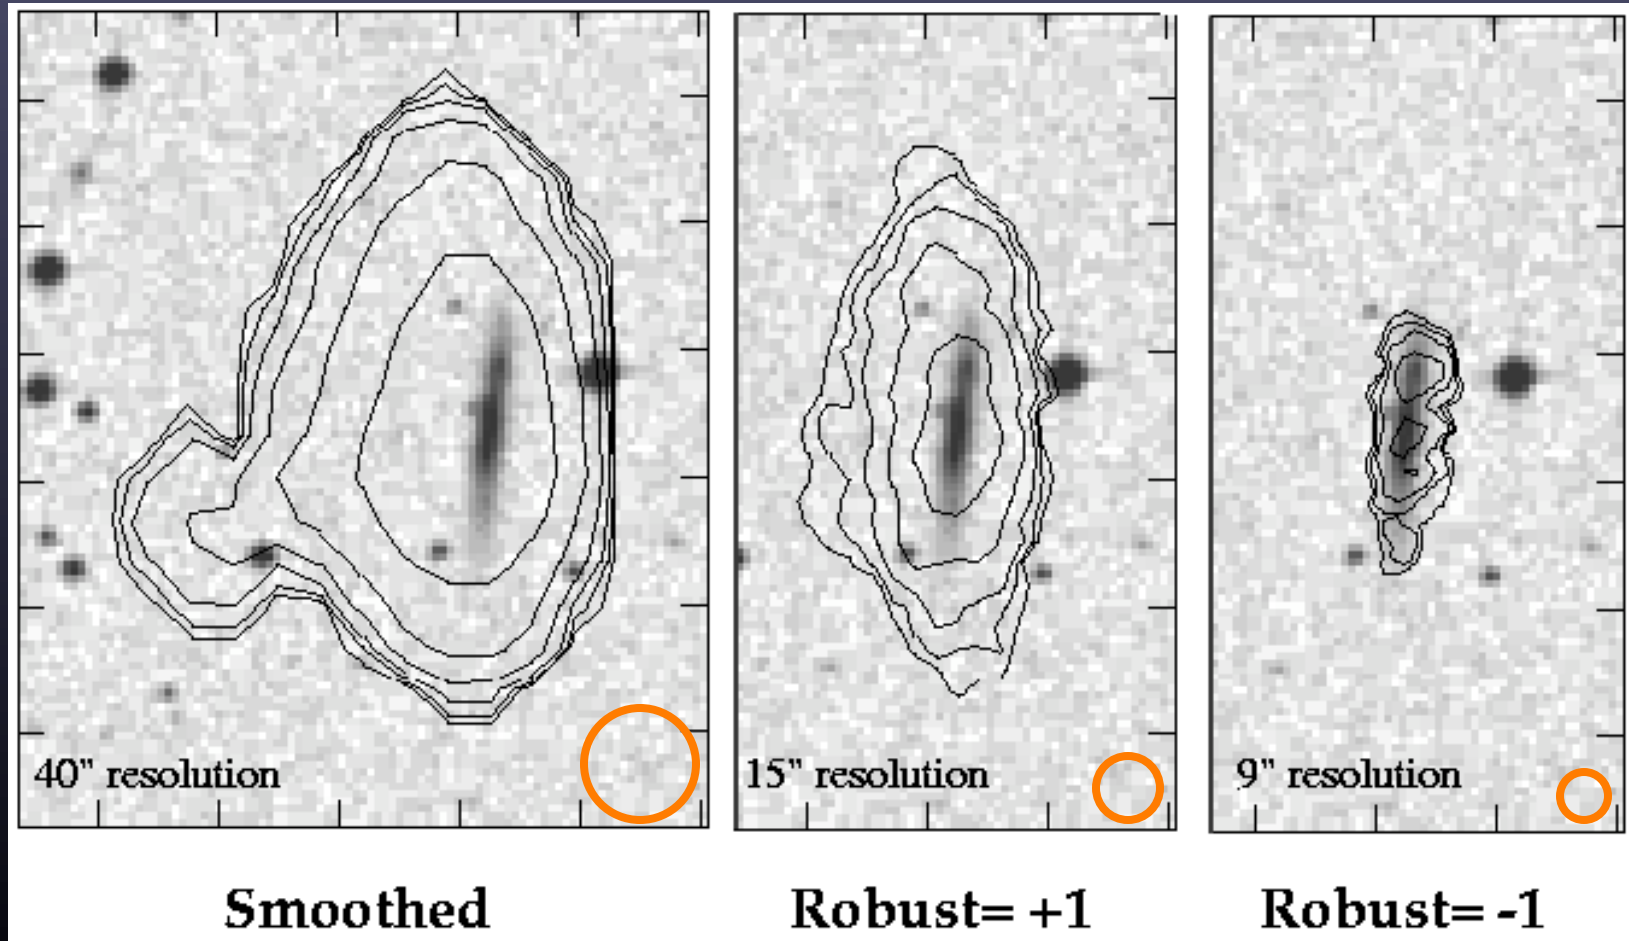 40" resolution
15" resolution
9" resolution
Smoothed
Robust= +1
Robust= -1